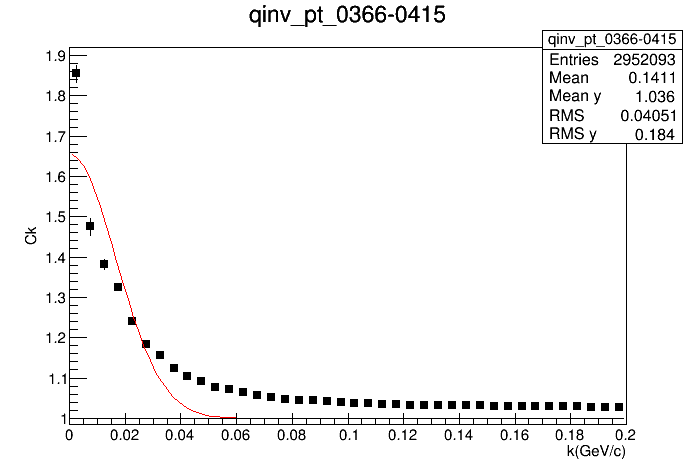 qinv_pt_0366-0415
qinv_pt_0366-0415
Entries 2952093
Mean 0.1411
Mean y 1.036
RMS 0.04051
RMS y 0.184
Ck
1.9
1.8
1.7
1.6
1.5
1.4
1.3
1.2
1.1
1
0 0.02 0.04 0.06 0.08 0.1 0.12 0.14 0.16 0.18 0.2
k(GeV/c)